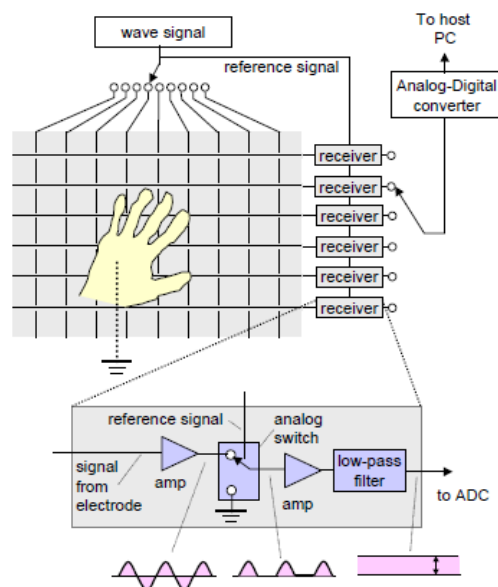 wave signal
To host
PC
reference signal
Analog-Digital
converter
receiver
receiver
receiver
receiver
receiver
receiver
reference signal
analog
switch
signal
from
electrode
amp
amp
low-pass
filter
to ADC